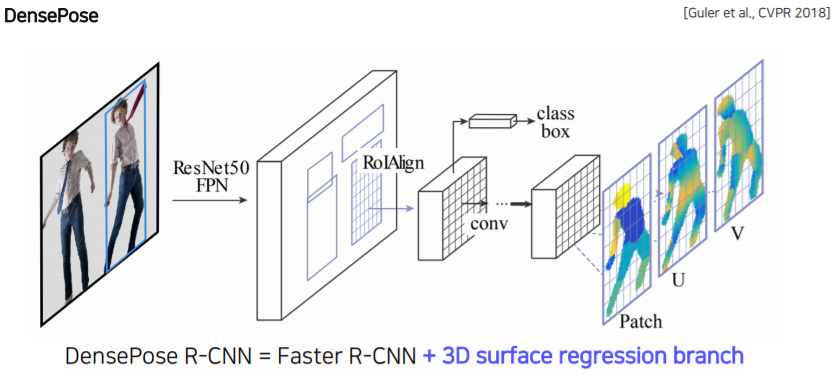 DensePose
[Guler et al., CVPR 2018]
ResNet50
FPN
RoIAlign
class
box
conv
...
Patch
U
V
DensePose R-CNN = Faster R-CNN + 3D surface regression branch